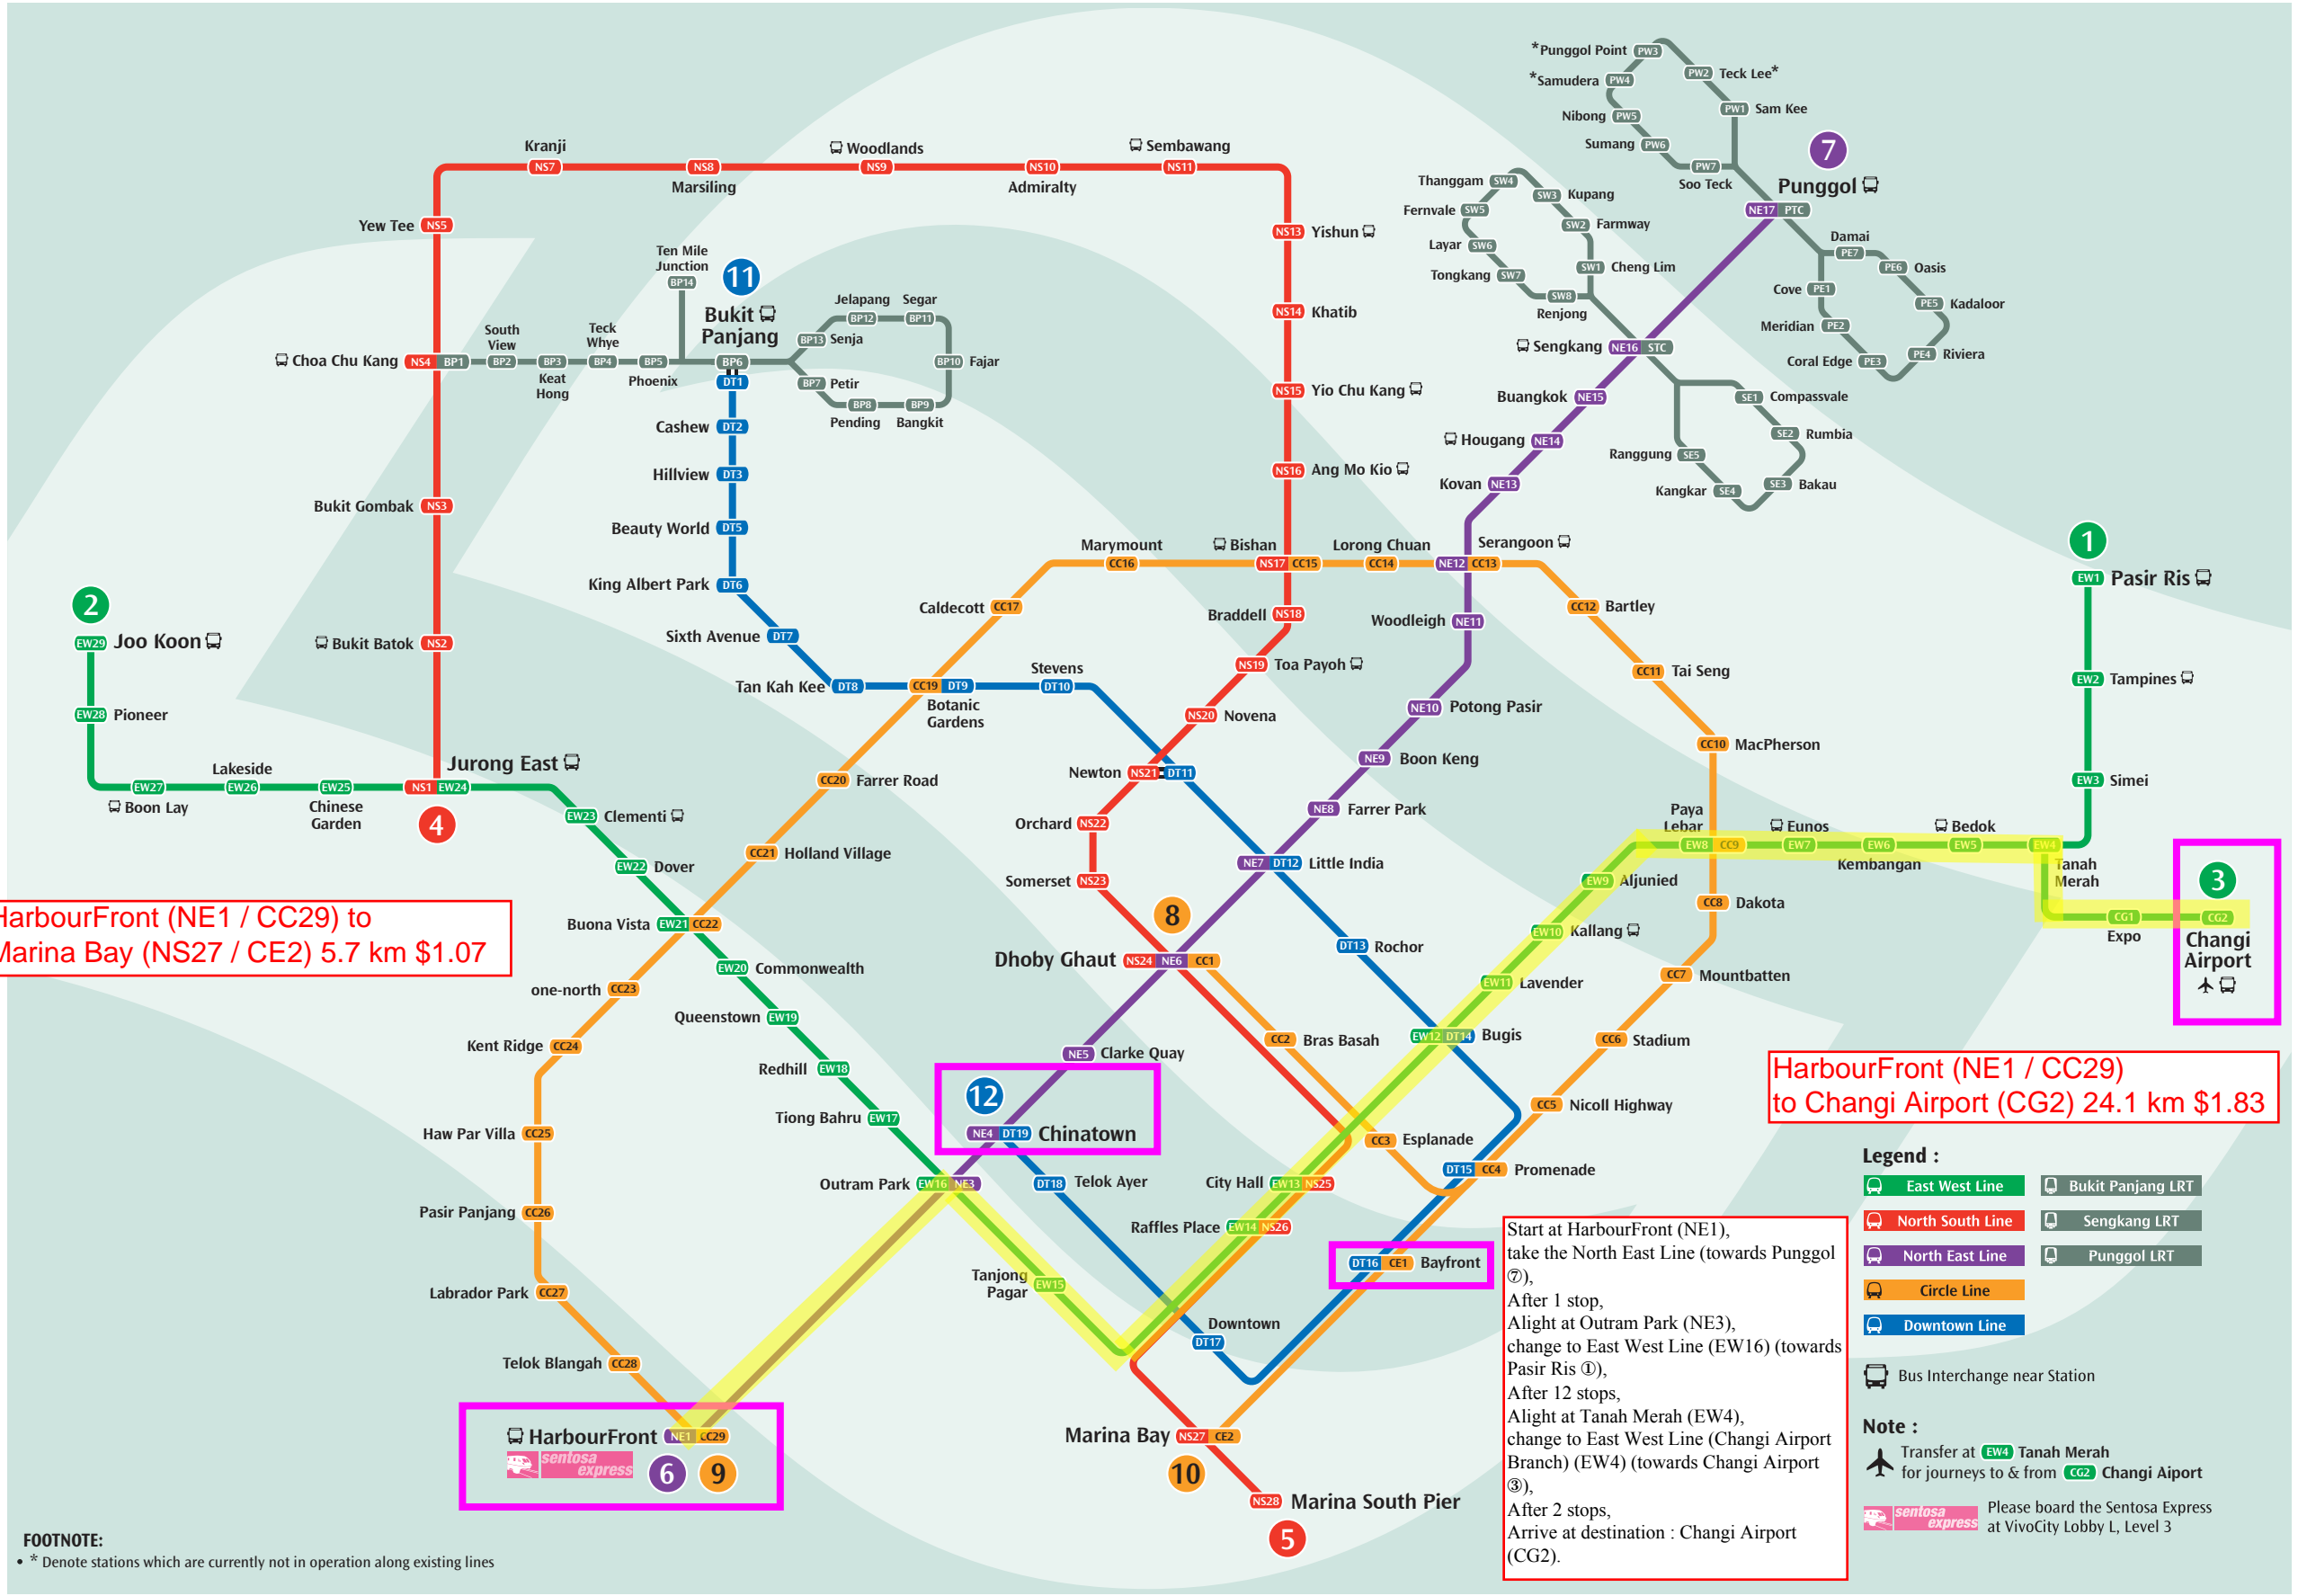 *Punggol Point PW3
PW2 Teck Lee*
*Samudera PW4
PW1 Sam Kee
Nibong PW5
Sumang PW6
PW7
Soo Teck
7
Punggol
NE17 PTC
Kranji
NS7
NS8
Marsiling
Woodlands
NS9
NS10
Admiralty
Sembawang
NS11
Thanggam SW4
SW3 Kupang
Fernvale SW5
SW2 Farmway
Layar SW6
SW1 Cheng Lim
Tongkang SW7
SW8
Renjong
Damai
PE7
PE6 Oasis
Cove PE1
PE5 Kadaloor
Meridian PE2
PE4 Riviera
Coral Edge PE3
Yew Tee NS5
NS13 Yishun
NS14 Khatib
NS15 Yio Chu Kang
NS16 Ang Mo Kio
Ten Mile
Junction
BP14
11
Bukit
Panjang
BP6
DT1
Choa Chu Kang NS4 BP1
South
View
BP2
BP3
Keat
Hong
Teck
Whye
BP4
BP5
Phoenix
Jelapang
BP12
Segar
BP11
BP13 Senja
BP10 Fajar
BP7 Petir
BP8
Pending
BP9
Bangkit
Sengkang NE16 STC
Buangkok NE15
Hougang NE14
Kovan NE13
SE1 Compassvale
SE2 Rumbia
Ranggung SE5
SE3 Bakau
Kangkar SE4
Cashew DT2
Hillview DT3
Beauty World DT5
King Albert Park DT6
Sixth Avenue DT7
Tan Kah Kee DT8
Bukit Gombak NS3
Bukit Batok NS2
2
EW29 Joo Koon
EW28 Pioneer
EW27
Boon Lay
Lakeside
EW26
EW25
Chinese
Garden
Jurong East
NS1 EW24
4
Marymount
CC16
Bishan
NS17 CC15
Lorong Chuan
CC14
Serangoon
NE12 CC13
Caldecott CC17
Braddell NS18
Woodleigh NE11
CC12 Bartley
NS19 Toa Payoh
CC11 Tai Seng
CC19 DT9
Botanic
Gardens
Stevens
DT10
NS20 Novena
NE10 Potong Pasir
CC10 MacPherson
1
EW1 Pasir Ris
EW2 Tampines
EW3 Simei
CC20 Farrer Road
Newton NS21 DT11
NE9 Boon Keng
EW23 Clementi
Orchard NS22
NE8 Farrer Park
CC21 Holland Village
EW22 Dover
NE7 DT12 Little India
Somerset NS23
Paya
Lebar
EW8 CC9
Eunos
EW7
EW6
Kembangan
Bedok
EW5
EW4
Tanah
Merah
EW9 Aljunied
CC8 Dakota
3
CG1
Expo
CG2
Changi
Airport
HarbourFront (NE1 / CC29) to
Marina Bay (NS27 / CE2) 5.7 km $1.07
Buona Vista EW21 CC22
8
Dhoby Ghaut NS24 NE6 CC1
DT13 Rochor
EW10 Kallang
EW20 Commonwealth
one-north CC23
EW11 Lavender
CC7 Mountbatten
Queenstown EW19
CC2 Bras Basah
EW12 DT14 Bugis
CC6 Stadium
Kent Ridge CC24
NE5 Clarke Quay
Redhill EW18
12
NE4 DT19 Chinatown
Tiong Bahru EW17
Haw Par Villa CC25
CC5 Nicoll Highway
CC3 Esplanade
HarbourFront (NE1 / CC29)
to Changi Airport (CG2) 24.1 km $1.83
Outram Park EW16 NE3
DT18 Telok Ayer
City Hall EW13 NS25
DT15 CC4 Promenade
Pasir Panjang CC26
Raffles Place EW14 NS26
DT16 CE1 Bayfront
Labrador Park CC27
Tanjong
Pagar
EW15
Downtown
DT17
Telok Blangah CC28
HarbourFront NE1 CC29
sentosa
express
6
9
Marina Bay NS27 CE2
10
NS28 Marina South Pier
5
Start at HarbourFront (NE1),
take the North East Line (towards Punggol
⑦),
After 1 stop,
Alight at Outram Park (NE3),
change to East West Line (EW16) (towards
Pasir Ris ①),
After 12 stops,
Alight at Tanah Merah (EW4),
change to East West Line (Changi Airport
Branch) (EW4) (towards Changi Airport
③),
After 2 stops,
Arrive at destination : Changi Airport
(CG2).
Legend :
East West Line
Bukit Panjang LRT
North South Line
Sengkang LRT
North East Line
Punggol LRT
Circle Line
Downtown Line
Bus Interchange near Station
Note :
Transfer at EW4 Tanah Merah
for journeys to & from CG2 Changi Aiport
sentosa
express
Please board the Sentosa Express
at VivoCity Lobby L, Level 3
FOOTNOTE:
• * Denote stations which are currently not in operation along existing lines